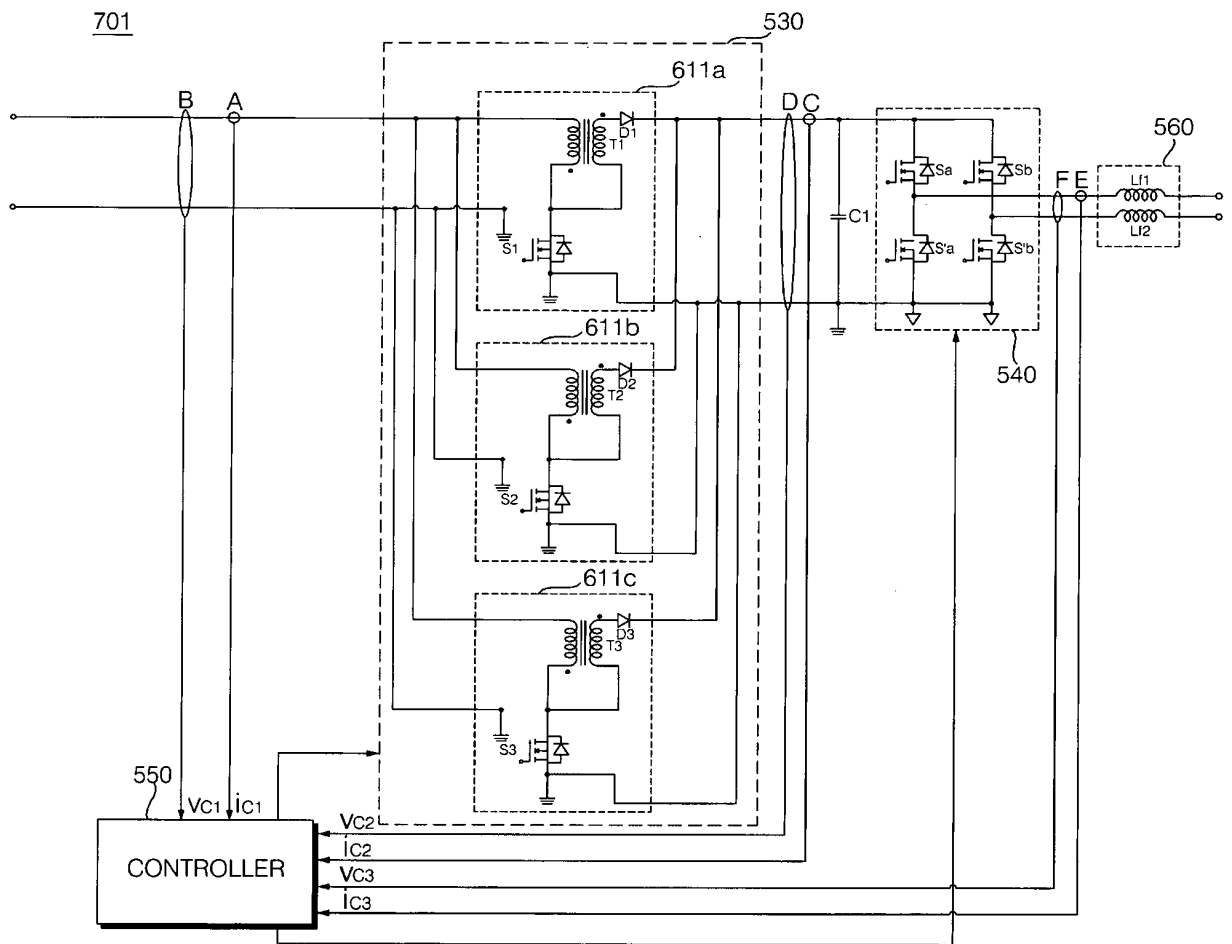 701
530
611a
B
A
D1
T1
S1
D
C
C1
Sa
Sb
S'a
S'b
F
E
560
Lf1
Lf2
540
611b
D2
T2
S2
611c
D3
T3
S3
550
VC1
iC1
CONTROLLER
VC2
iC2
VC3
iC3